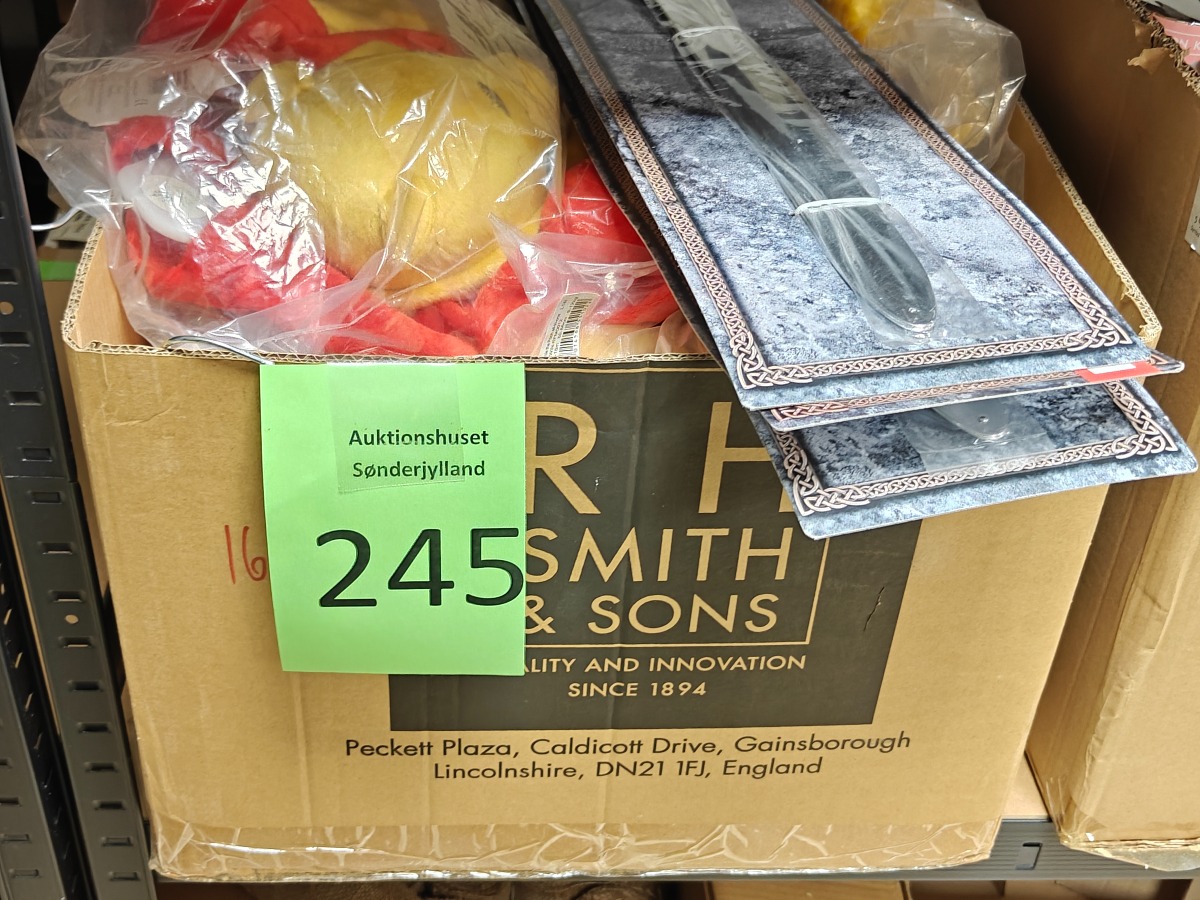 Auktionshuset
Sønderjylland
245
16
R H
SMITH
& SONS
ALITY AND INNOVATION
SINCE 1894
Peckett Plaza, Caldicott Drive, Gainsborough
Lincolnshire, DN21 1FJ, England